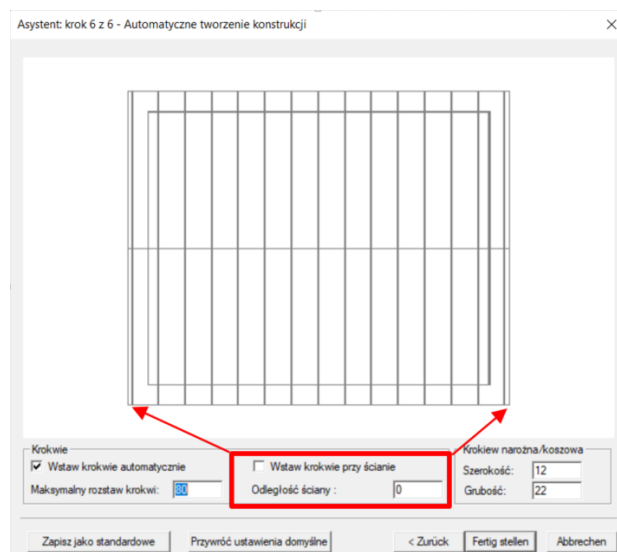 Asystent: krok 6 z 6 - Automatyczne tworzenie konstrukcji
Krokwie
Wstaw krokwie automatycznie
Maksymalny rozstaw krokwi: 80
Wstaw krokwie przy ścianie
Odległość ściany : 0
Krokiew narożna/koszowa
Szerokość: 12
Grubość: 22
Zapisz jako standardowe Przywróć ustawienia domyślne < Zurück Fertig stellen Abbrechen